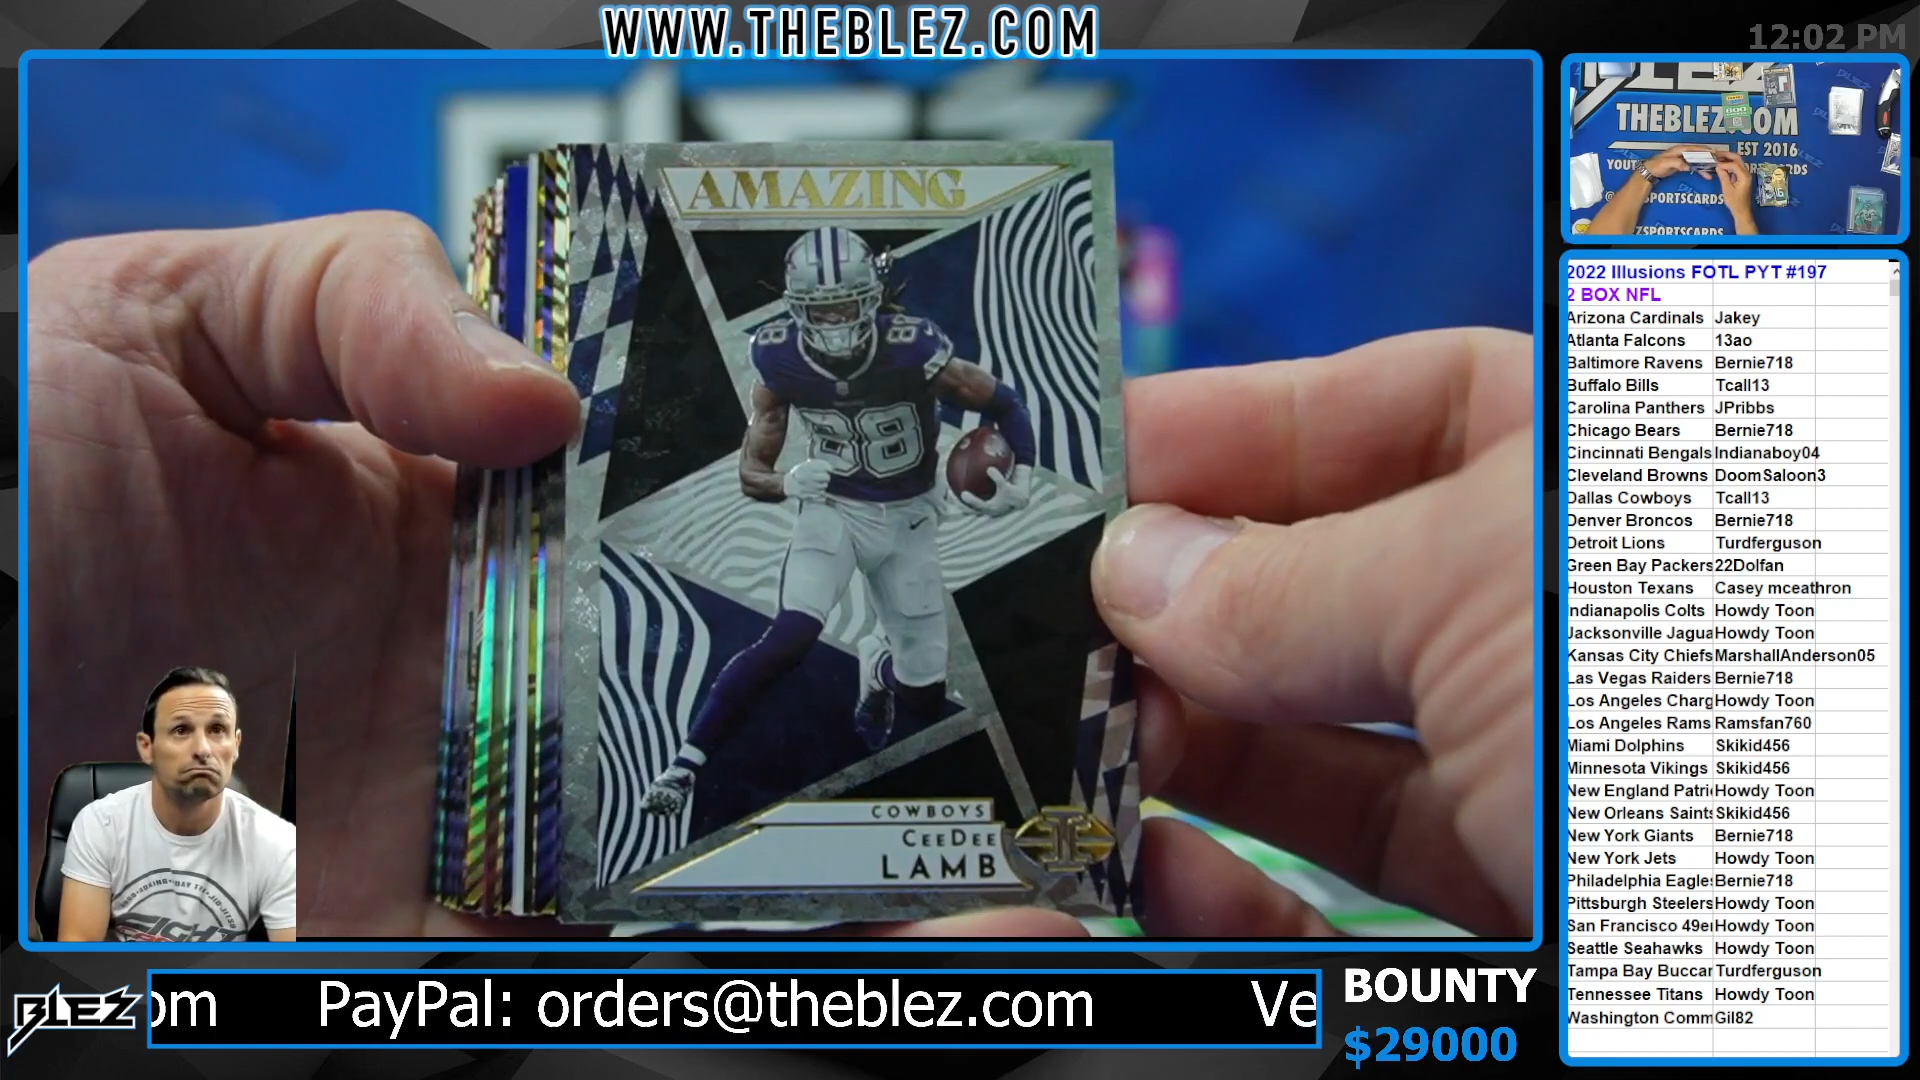 WWW.THEBLEZ.COM
12:02 PM
AMAZING
88
88
COWBOYS
CEEDEE
LAMB
THEBLEZ.COM
EST 2016
2022 Illusions FOTL PYT #197
2 BOX NFL
Arizona Cardinals Jakey
Atlanta Falcons 13ao
Baltimore Ravens Bernie718
Buffalo Bills Tcall13
Carolina Panthers JPribbs
Chicago Bears Bernie718
Cincinnati Bengals Indianaboy04
Cleveland Browns DoomSaloon3
Dallas Cowboys Tcall13
Denver Broncos Bernie718
Detroit Lions Turdferguson
Green Bay Packers 22Dolfan
Houston Texans Casey mceathron
Indianapolis Colts Howdy Toon
Jacksonville Jagua Howdy Toon
Kansas City Chiefs MarshallAnderson05
Las Vegas Raiders Bernie718
Los Angeles Charg Howdy Toon
Los Angeles Rams Ramsfan760
Miami Dolphins Skikid456
Minnesota Vikings Skikid456
New England Patri Howdy Toon
New Orleans Saints Skikid456
New York Giants Bernie718
New York Jets Howdy Toon
Philadelphia Eagle Bernie718
Pittsburgh Steelers Howdy Toon
San Francisco 49e Howdy Toon
Seattle Seahawks Howdy Toon
Tampa Bay Buccar Turdferguson
Tennessee Titans Howdy Toon
Washington Comm Gil82
BLEZ
om PayPal: orders@theblez.com Ve
BOUNTY
$29000